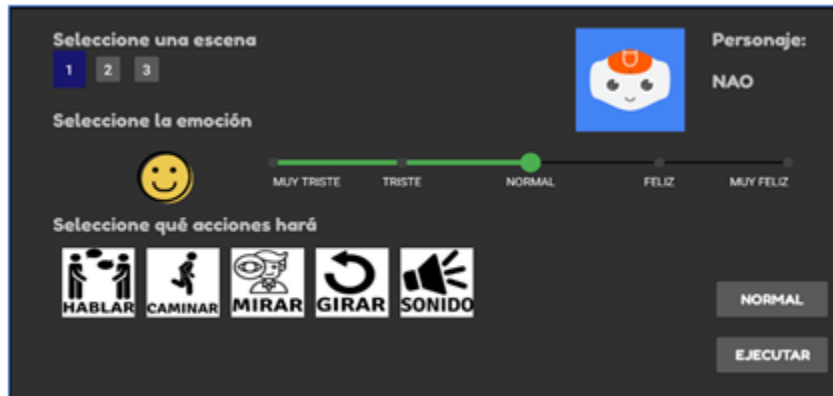 Seleccione una escena
1 2 3
Personaje:
NAO
Seleccione la emoción
MUY TRISTE TRISTE NORMAL FELIZ MUY FELIZ
Seleccione qué acciones hará
HABLAR CAMINAR MIRAR GIRAR SONIDO
NORMAL
EJECUTAR